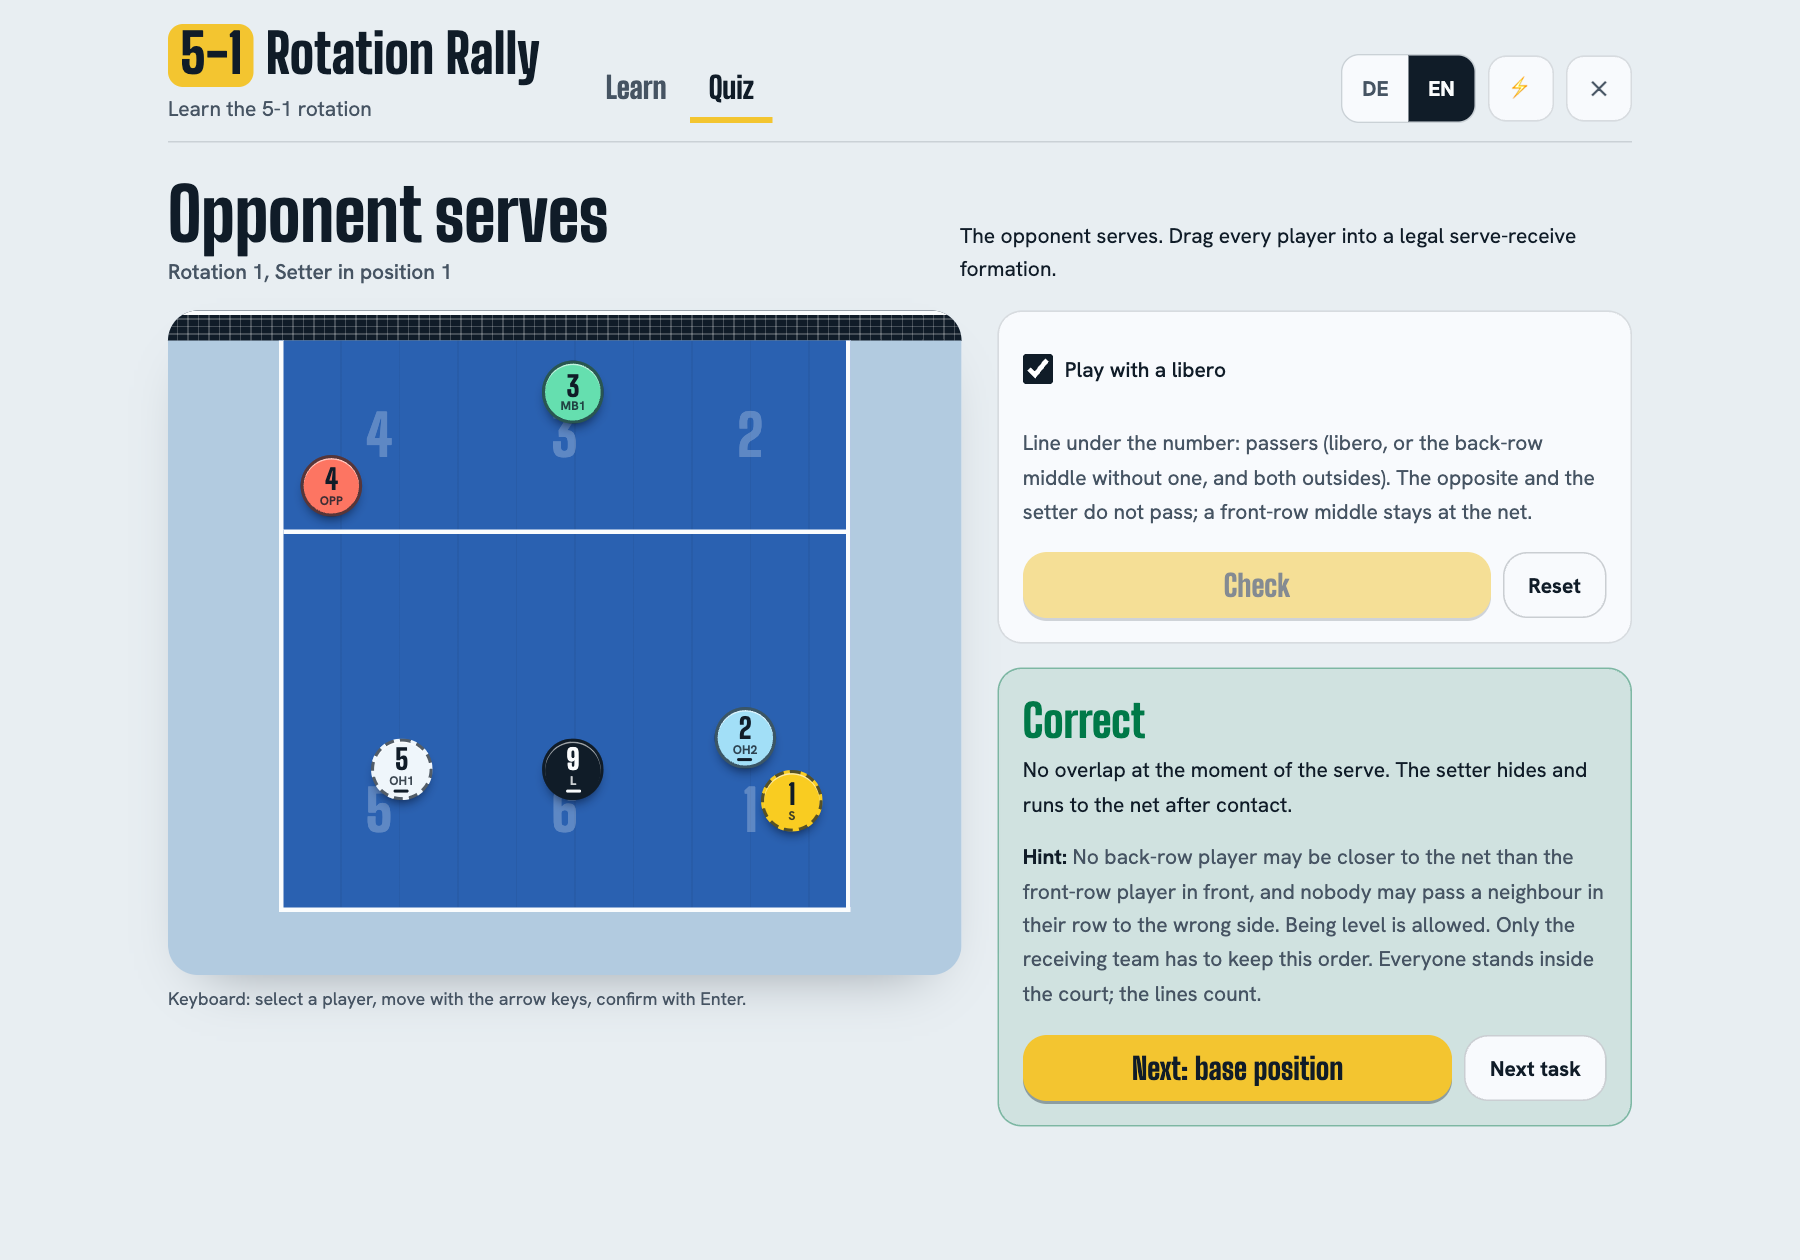 5-1 Rotation Rally
Learn the 5-1 rotation
Learn
Quiz
DE
EN
Opponent serves
Rotation 1, Setter in position 1
The opponent serves. Drag every player into a legal serve-receive
formation.
3
MB1
4
3
2
4
OPP
2
OH2
5
OH1
9
L
1
S
5
6
1
Keyboard: select a player, move with the arrow keys, confirm with Enter.
Play with a libero
Line under the number: passers (libero, or the back-row
middle without one, and both outsides). The opposite and the
setter do not pass; a front-row middle stays at the net.
Check
Reset
Correct
No overlap at the moment of the serve. The setter hides and
runs to the net after contact.
Hint: No back-row player may be closer to the net than the
front-row player in front, and nobody may pass a neighbour in
their row to the wrong side. Being level is allowed. Only the
receiving team has to keep this order. Everyone stands inside
the court; the lines count.
Next: base position
Next task